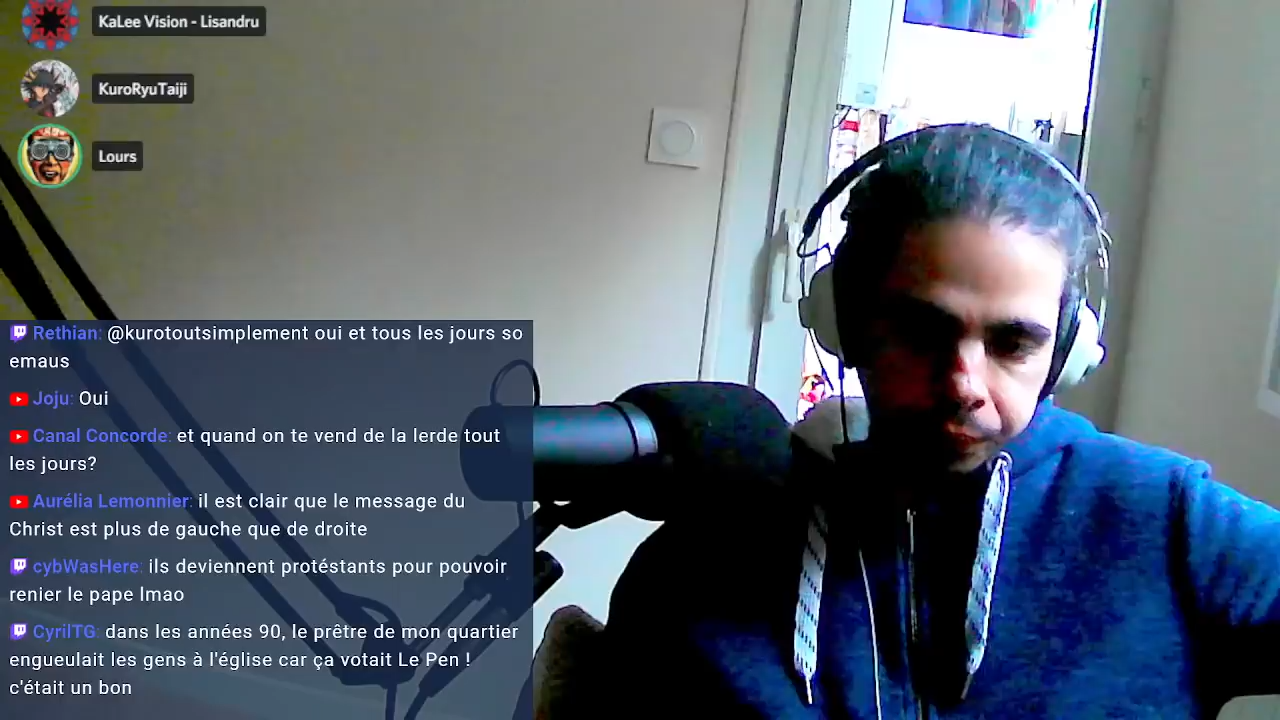 KaLee Vision - Lisandru
KuroRyuTaiji
Lours
Rethian: @kurotoutsimplement oui et tous les jours so
emaus
Joju: Oui
Canal Concorde: et quand on te vend de la lerde tout
les jours?
Aurélia Lemonnier: il est clair que le message du
Christ est plus de gauche que de droite
cybWasHere: ils deviennent protéstants pour pouvoir
renier le pape lmao
CyrilTG: dans les années 90, le prêtre de mon quartier
engueulait les gens à l'église car ça votait Le Pen !
c'était un bon